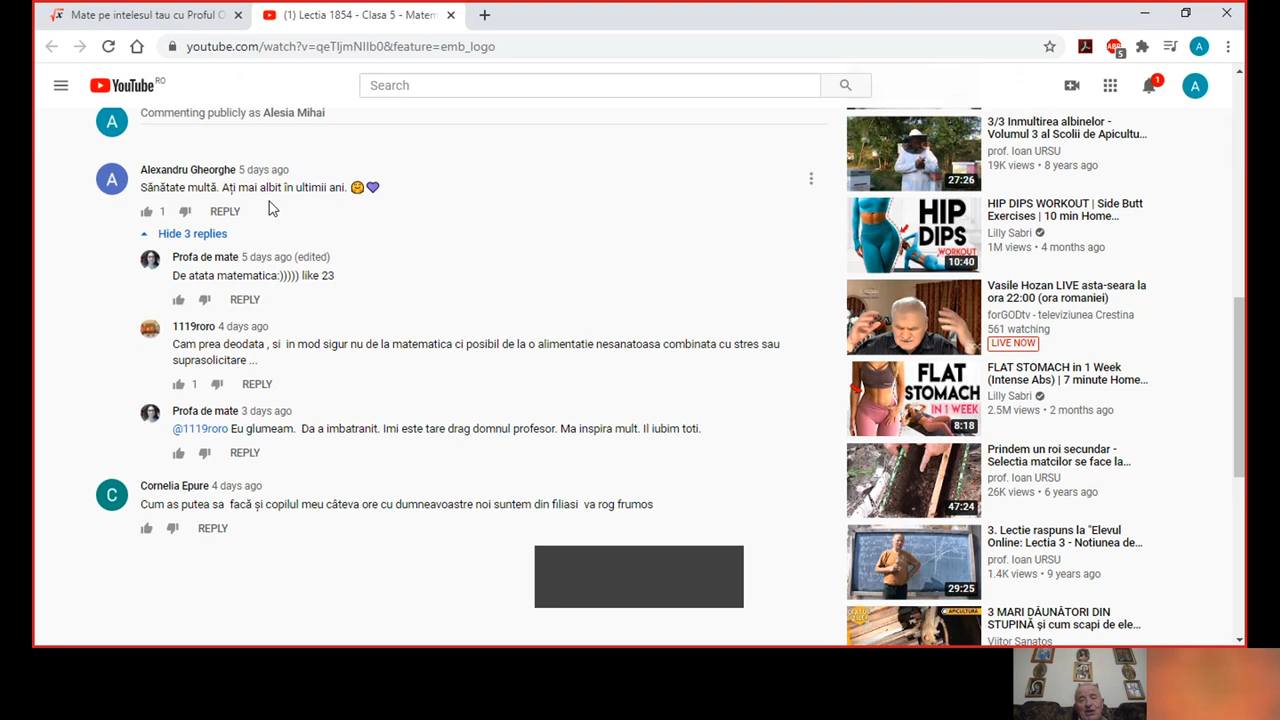 Mate pe intelesul tau cu Proful O
(1) Lectia 1854 - Clasa 5 - Matem
youtube.com/watch?v=qeTIjmNIIb0&feature=emb_logo
ABP
5
A
YouTube RO
Search
1
A
A
Commenting publicly as Alesia Mihai
A
Alexandru Gheorghe 5 days ago
Sănătate multă. Ați mai albit în ultimii ani.
1 REPLY
Hide 3 replies
Profa de mate 5 days ago (edited)
De atata matematica:))))) like 23
REPLY
1119roro 4 days ago
Cam prea deodata , si in mod sigur nu de la matematica ci posibil de la o alimentatie nesanatoasa combinata cu stres sau
suprasolicitare ...
1 REPLY
Profa de mate 3 days ago
@1119roro Eu glumeam. Da a imbatranit. Imi este tare drag domnul profesor. Ma inspira mult. Il iubim toti.
REPLY
C
Cornelia Epure 4 days ago
Cum as putea sa facă și copilul meu câteva ore cu dumneavoastre noi suntem din filiasi va rog frumos
REPLY
27:26
3/3 Inmultirea albinelor -
Volumul 3 al Scolii de Apicultu...
prof. Ioan URSU
19K views • 8 years ago
HIP
DIPS
WORKOUT
10:40
HIP DIPS WORKOUT | Side Butt
Exercises | 10 min Home...
Lilly Sabri
1M views • 4 months ago
Vasile Hozan LIVE asta-seara la
ora 22:00 (ora romaniei)
forGODtv - televiziunea Crestina
561 watching
LIVE NOW
FLAT
STOMACH
IN 1 WEEK
8:18
FLAT STOMACH in 1 Week
(Intense Abs) | 7 minute Home...
Lilly Sabri
2.5M views • 2 months ago
47:24
Prindem un roi secundar -
Selectia matcilor se face la...
prof. Ioan URSU
26K views • 6 years ago
29:25
3. Lectie raspuns la "Elevul
Online: Lectia 3 - Notiunea de...
prof. Ioan URSU
1.4K views • 9 years ago
APICULTURA
3 MARI DĂUNĂTORI DIN
STUPINĂ și cum scapi de ele...
Viitor Sanatos